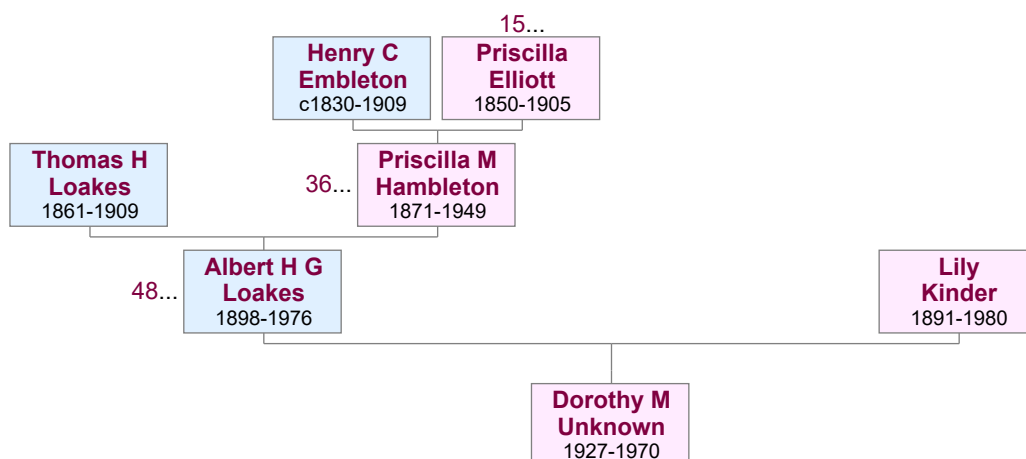 15...
Henry C
Embleton
c1830-1909
Priscilla
Elliott
1850-1905
Thomas H
Loakes
1861-1909
36...
Priscilla M
Hambleton
1871-1949
48...
Albert H G
Loakes
1898-1976
Lily
Kinder
1891-1980
Dorothy M
Unknown
1927-1970